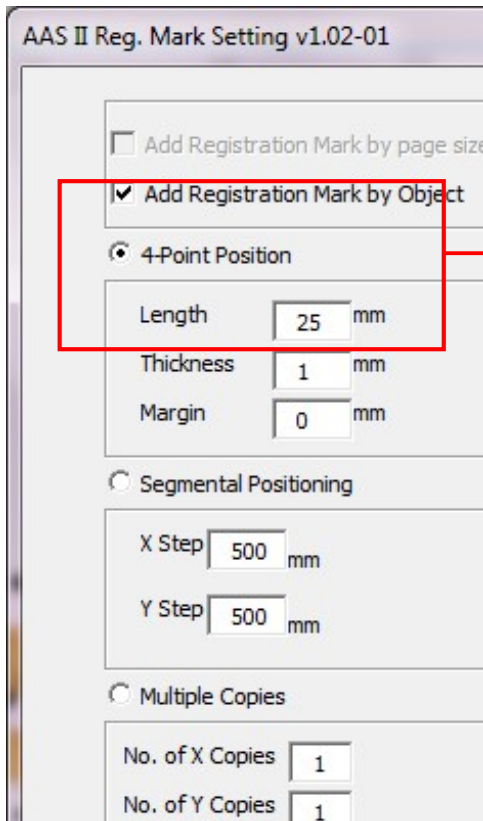 AAS II Reg. Mark Setting v1.02-01
Add Registration Mark by page size
Add Registration Mark by Object
4-Point Position
Length 25 mm
Thickness 1 mm
Margin 0 mm
Segmental Positioning
X Step 500 mm
Y Step 500 mm
Multiple Copies
No. of X Copies 1
No. of Y Copies 1